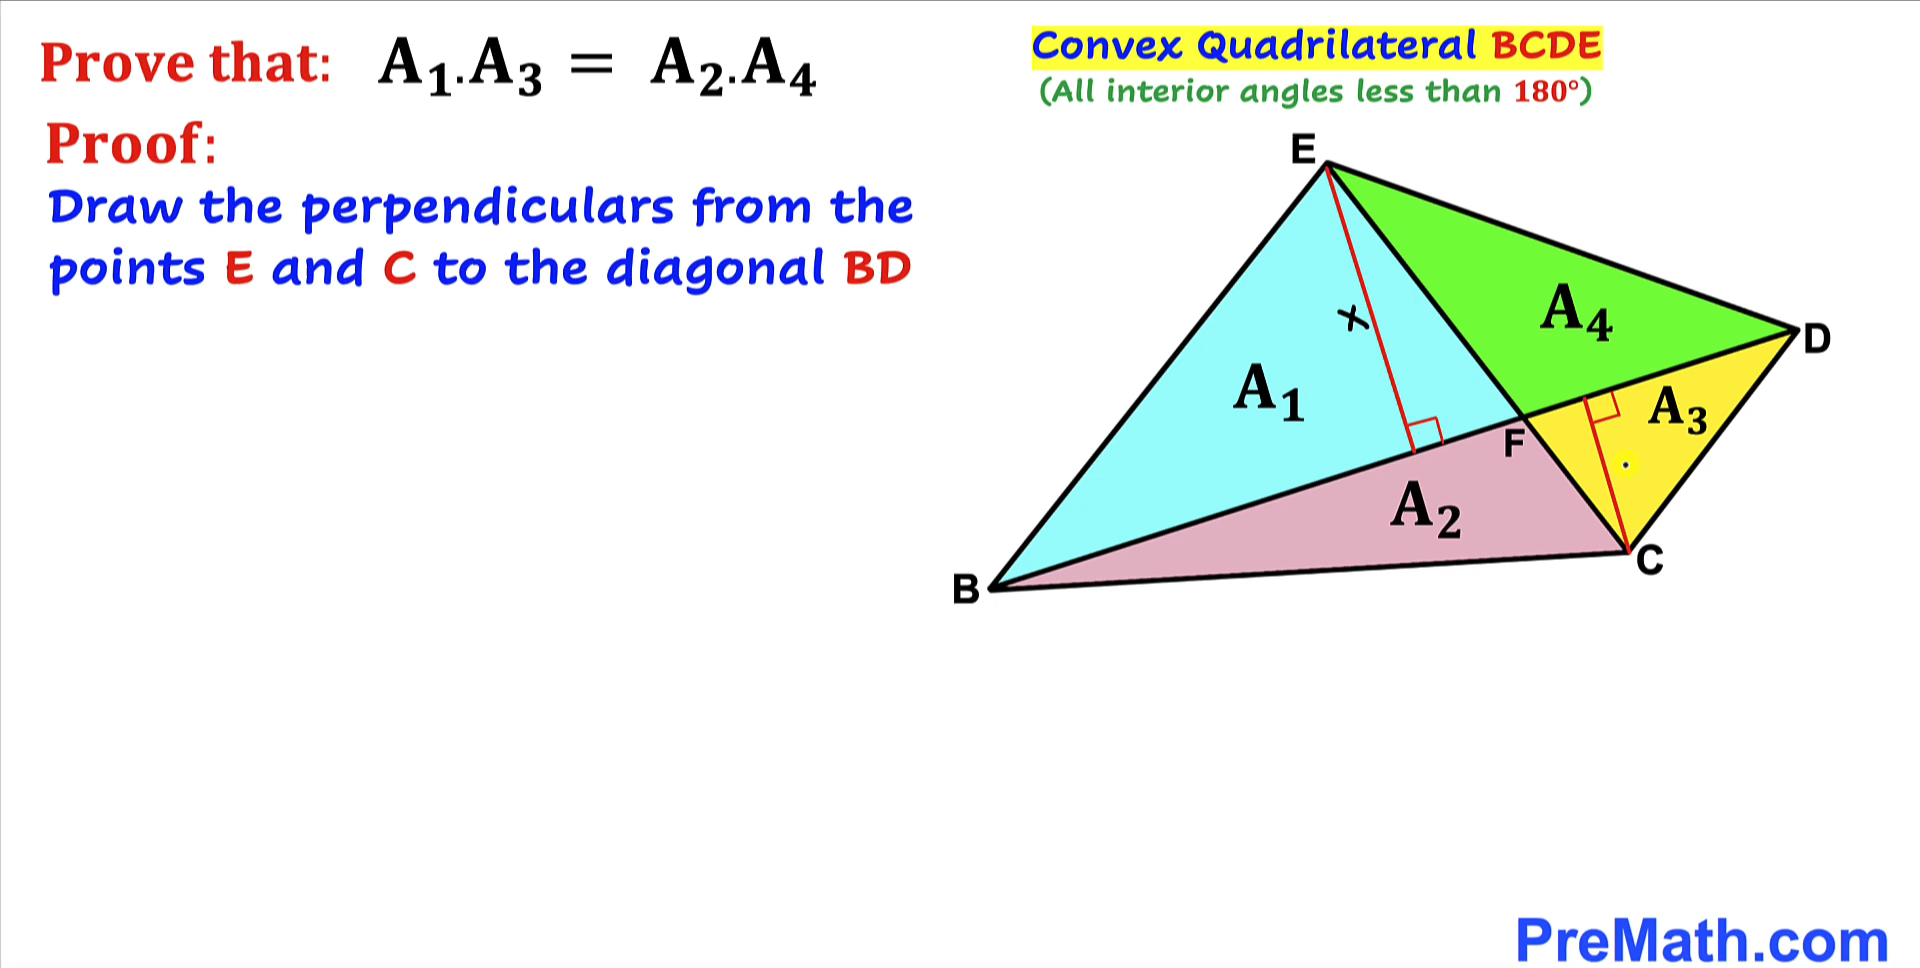 Prove that: A₁.A₃ = A₂.A₄
Proof:
Draw the perpendiculars from the
points E and C to the diagonal BD
Convex Quadrilateral BCDE
(All interior angles less than 180°)
E
x
A₄
D
A₁
A₃
F
A₂
C
B
PreMath.com